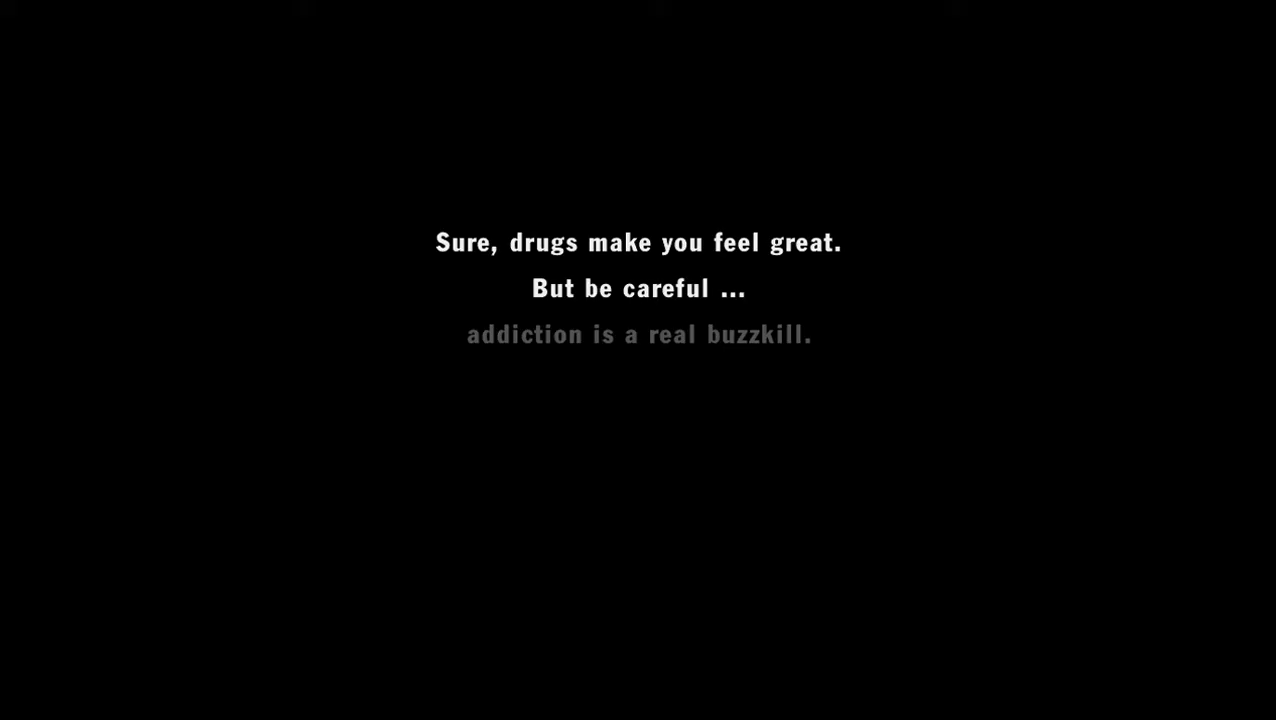 Sure, drugs make you feel great.
But be careful ...
addiction is a real buzzkill.